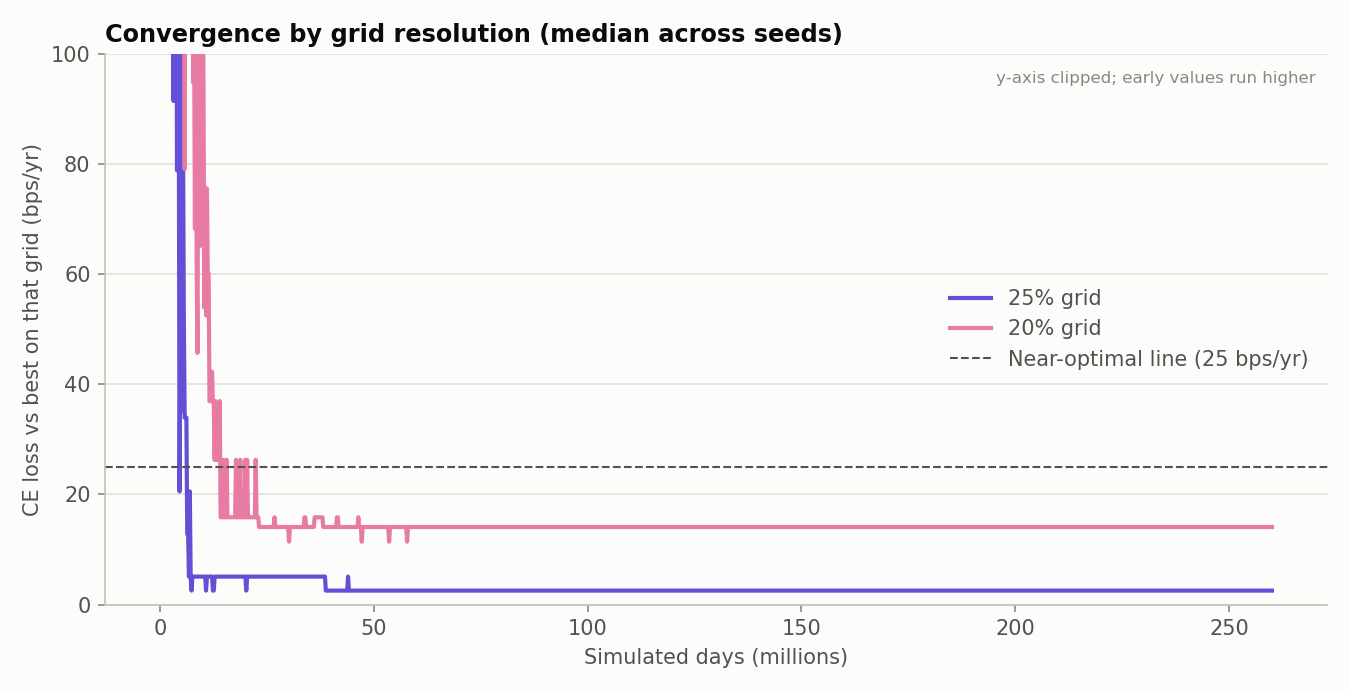 Convergence by grid resolution (median across seeds)
y-axis clipped; early values run higher
CE loss vs best on that grid (bps/yr)
100
80
60
40
20
0
25% grid
20% grid
Near-optimal line (25 bps/yr)
0 50 100 150 200 250
Simulated days (millions)